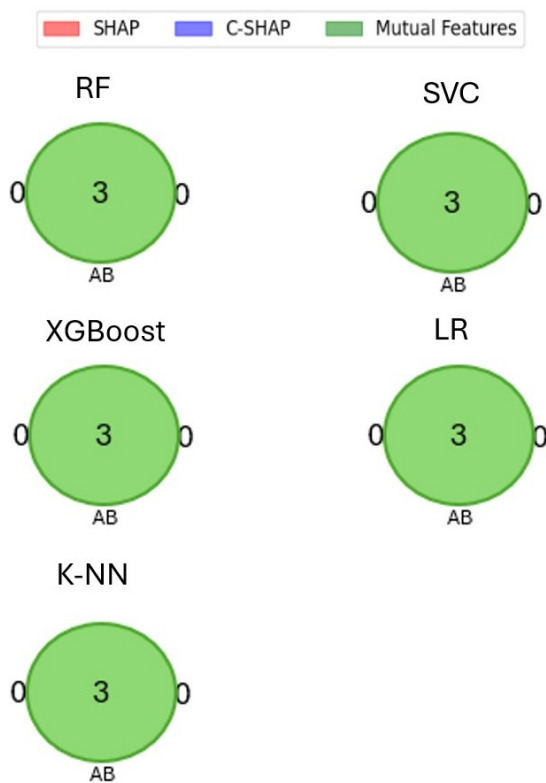 SHAP C-SHAP Mutual Features
RF
SVC
0 3 0
0 3 0
AB
AB
XGBoost
LR
0 3 0
0 3 0
AB
AB
K-NN
0 3 0
AB